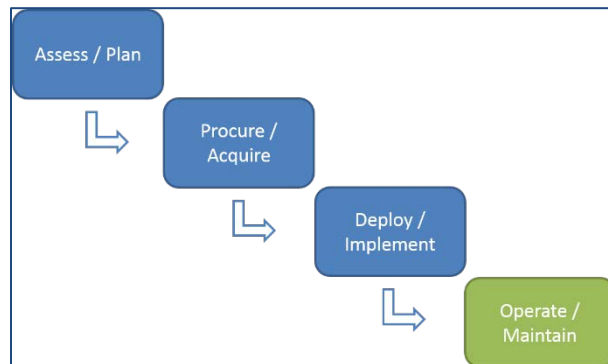 Assess / Plan
Procure /
Acquire
Deploy /
Implement
Operate /
Maintain